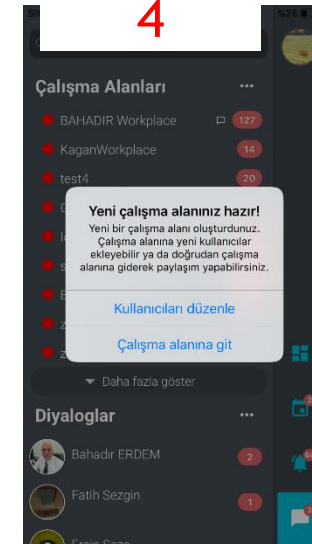 4
%26
Çalışma Alanları
BAHADIR Workplace 127
KaganWorkplace 14
test4 20
Yeni çalışma alanınız hazır!
Yeni bir çalışma alanı oluşturdunuz.
Çalışma alanına yeni kullanıcılar
ekleyebilir ya da doğrudan çalışma
alanına giderek paylaşım yapabilirsiniz.
Kullanıcıları düzenle
Çalışma alanına git
Daha fazla göster
Diyaloglar
Bahadır ERDEM 2
Fatih Sezgin 1